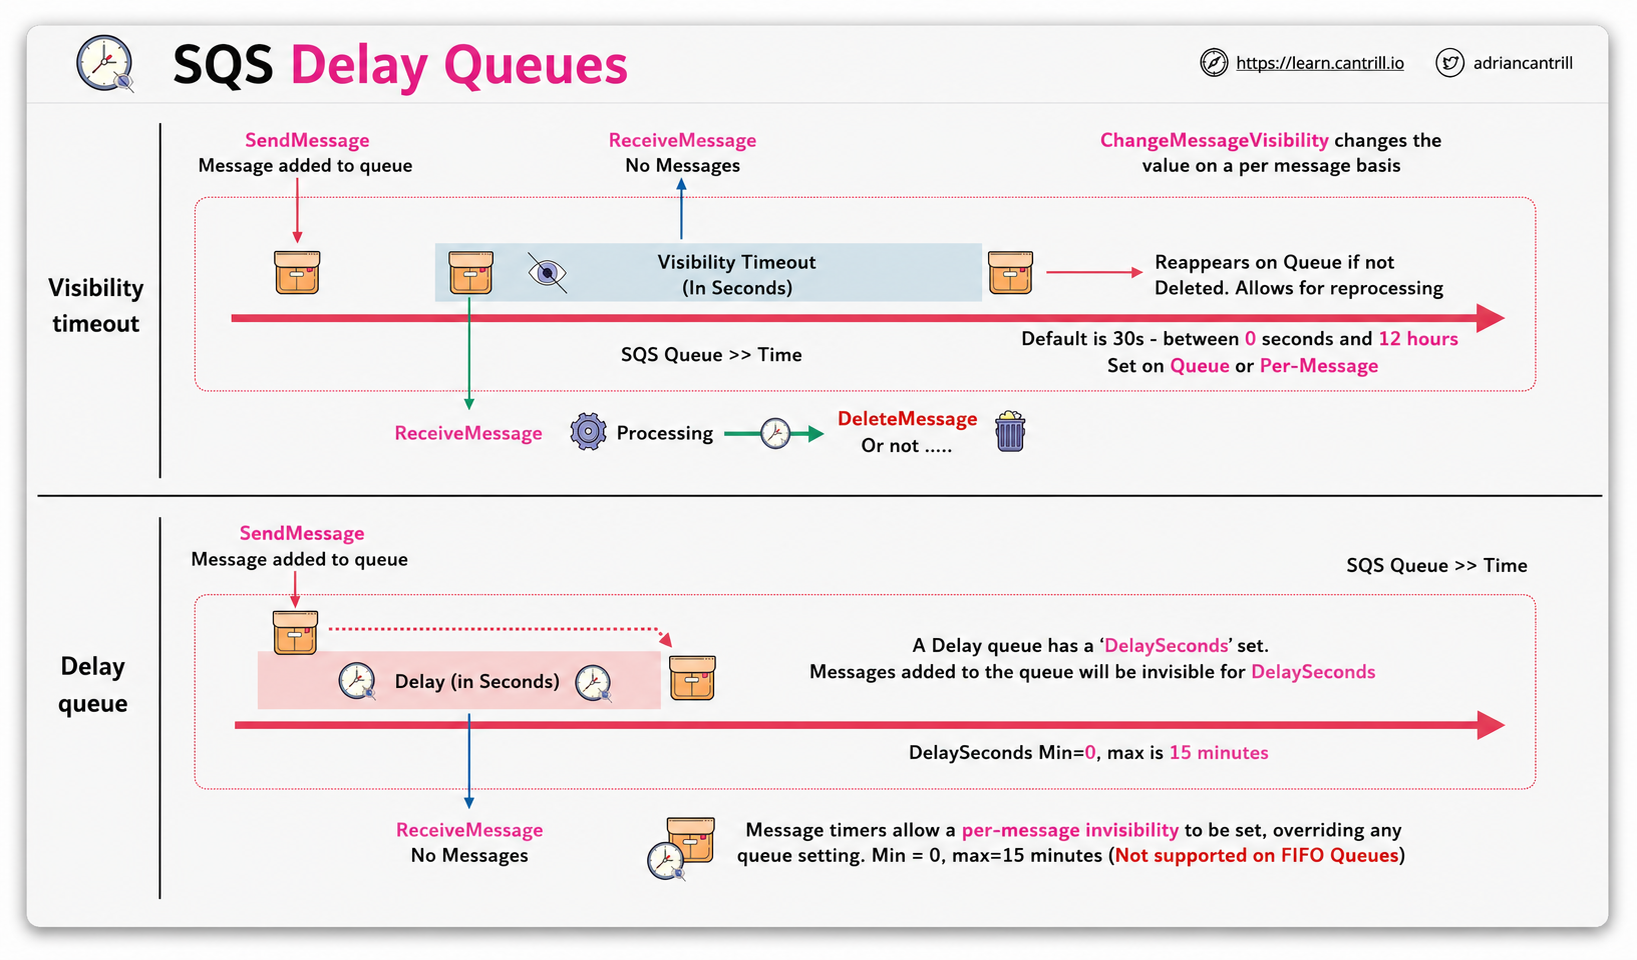 SQS Delay Queues
https://learn.cantrill.io
adriancantrill
Visibility
timeout
SendMessage
Message added to queue
ReceiveMessage
No Messages
ChangeMessageVisibility changes the
value on a per message basis
Visibility Timeout
(In Seconds)
Reappears on Queue if not
Deleted. Allows for reprocessing
SQS Queue >> Time
Default is 30s - between 0 seconds and 12 hours
Set on Queue or Per-Message
ReceiveMessage
Processing
DeleteMessage
Or not .....
Delay
queue
SendMessage
Message added to queue
SQS Queue >> Time
Delay (in Seconds)
A Delay queue has a ‘DelaySeconds’ set.
Messages added to the queue will be invisible for DelaySeconds
DelaySeconds Min=0, max is 15 minutes
ReceiveMessage
No Messages
Message timers allow a per-message invisibility to be set, overriding any
queue setting. Min = 0, max=15 minutes (Not supported on FIFO Queues)